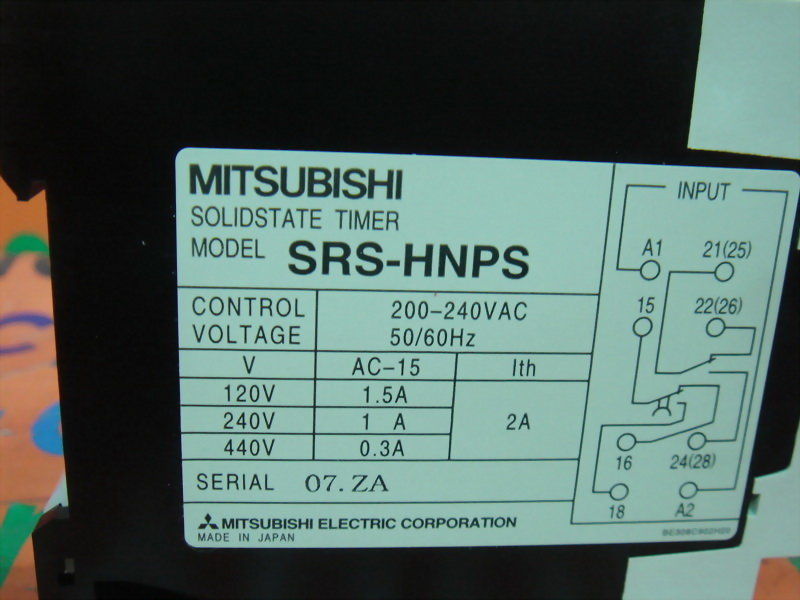 MITSUBISHI
SOLIDSTATE TIMER
MODEL SRS-HNPS
CONTROL VOLTAGE 200-240VAC 50/60Hz
V AC-15 Ith
120V 1.5A
240V 1 A 2A
440V 0.3A
SERIAL 07.ZA
MITSUBISHI ELECTRIC CORPORATION
MADE IN JAPAN
INPUT
A1 21(25)
15 22(26)
16 24(28)
18 A2